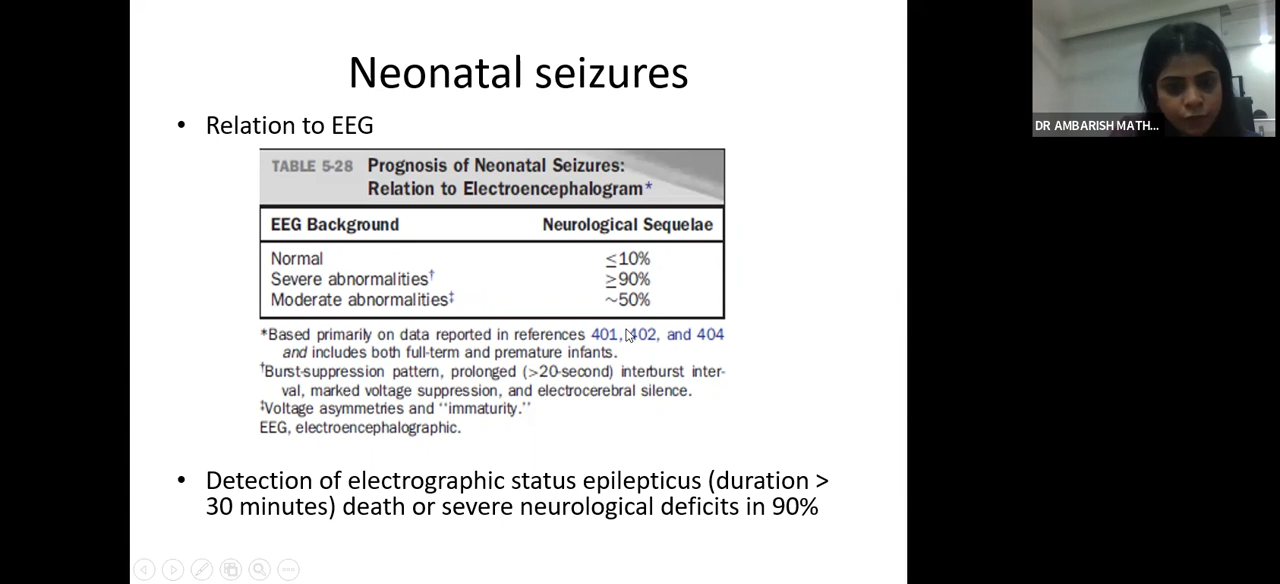 Neonatal seizures
• Relation to EEG
TABLE 5-28 Prognosis of Neonatal Seizures:
Relation to Electroencephalogram*
EEG Background Neurological Sequelae
Normal ≤10%
Severe abnormalities† ≥90%
Moderate abnormalities‡ ~50%
*Based primarily on data reported in references 401, 402, and 404
and includes both full-term and premature infants.
†Burst-suppression pattern, prolonged (>20-second) interburst inter-
val, marked voltage suppression, and electrocerebral silence.
‡Voltage asymmetries and ‘‘immaturity.’’
EEG, electroencephalographic.
• Detection of electrographic status epilepticus (duration >
30 minutes) death or severe neurological deficits in 90%
DR AMBARISH MATH...